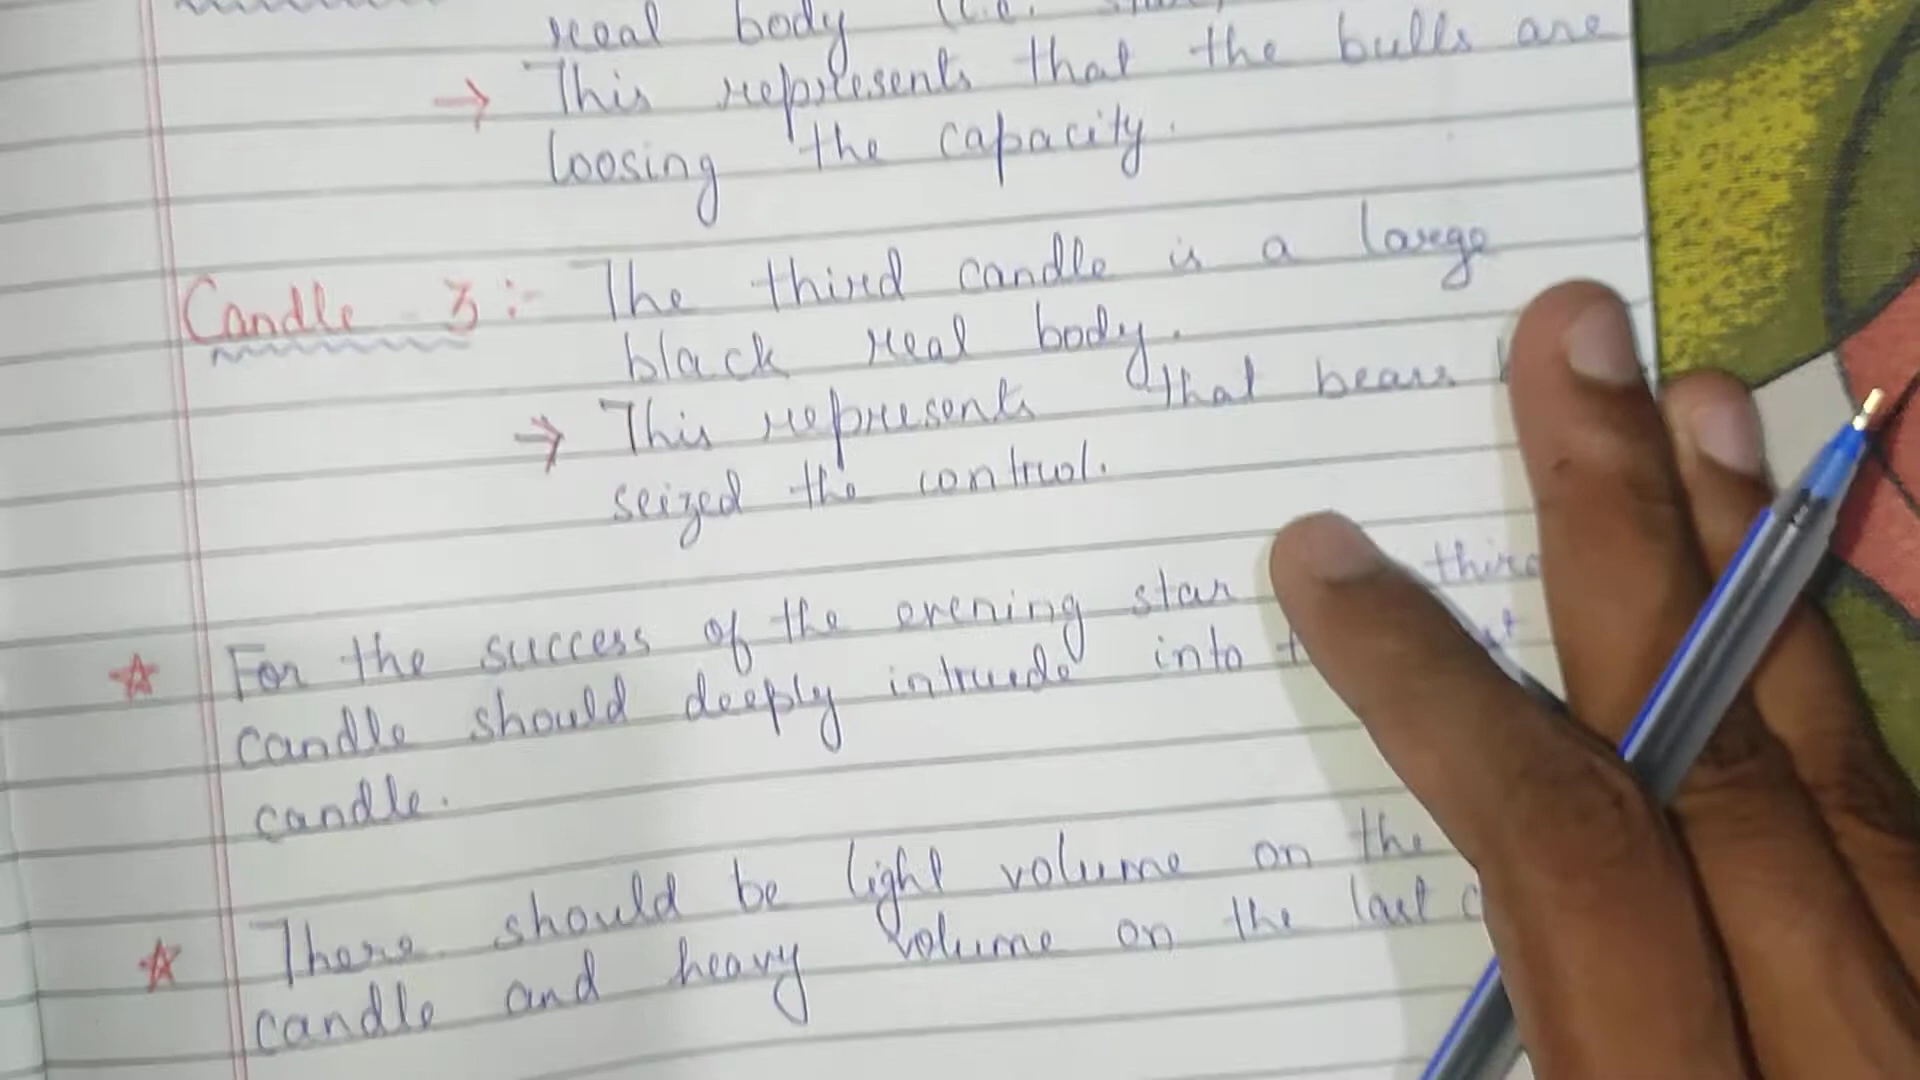 real body
→ This represents that the bulls are
loosing the capacity.
Candle 3:- The third candle is a large
black real body.
→ This represents that bears
seized the control.
☆ For the success of the evening star third
candle should deeply intrude into
candle.
☆ There should be light volume on the
candle and heavy volume on the last